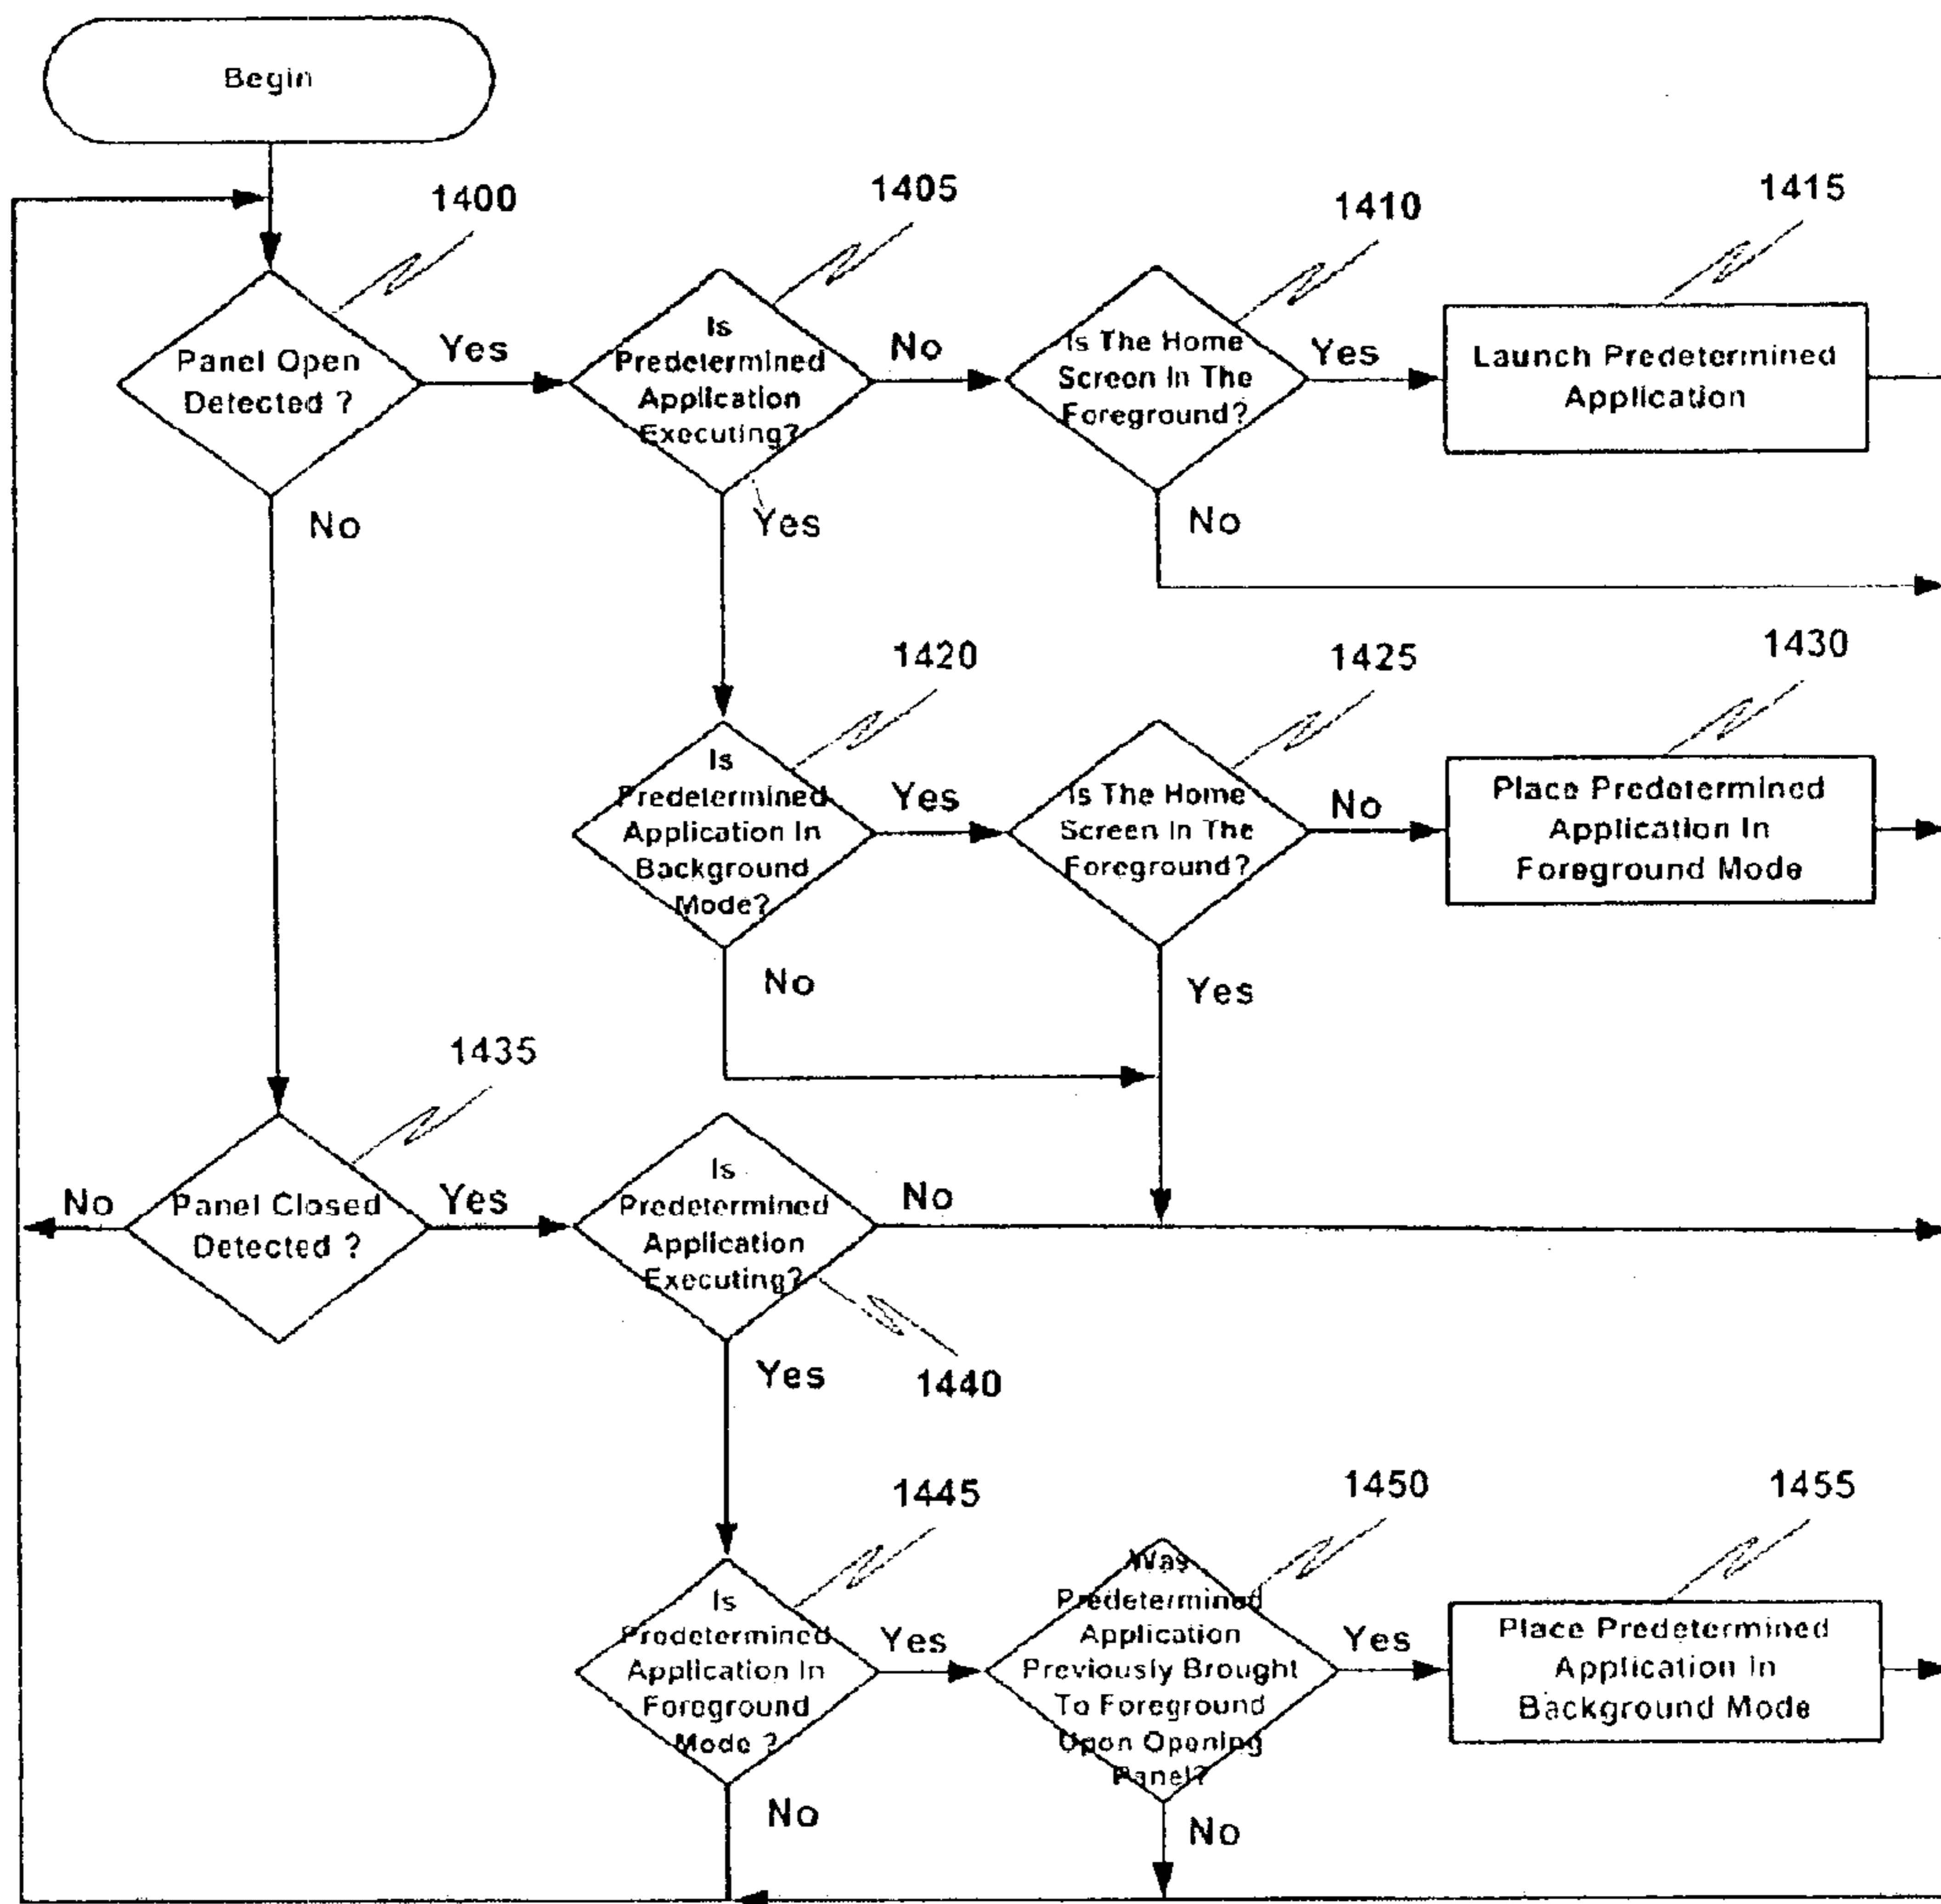 Begin
1400
1405
1410
1415
Panel Open
Detected ?
Yes
No
Is
Predetermined
Application
Executing?
No
Yes
Is The Home
Screen In The
Foreground?
Yes
No
Launch Predetermined
Application
1420
1425
1430
Is
Predetermined
Application In
Background
Mode?
Yes
No
Is The Home
Screen In The
Foreground?
No
Yes
Place Predetermined
Application In
Foreground Mode
1435
No
Panel Closed
Detected ?
Yes
Is
Predetermined
Application
Executing?
No
Yes
1440
1445
1450
1455
Is
Predetermined
Application In
Foreground
Mode ?
Yes
No
Was
Predetermined
Application
Previously Brought
To Foreground
Upon Opening
Panel?
Yes
No
Place Predetermined
Application In
Background Mode